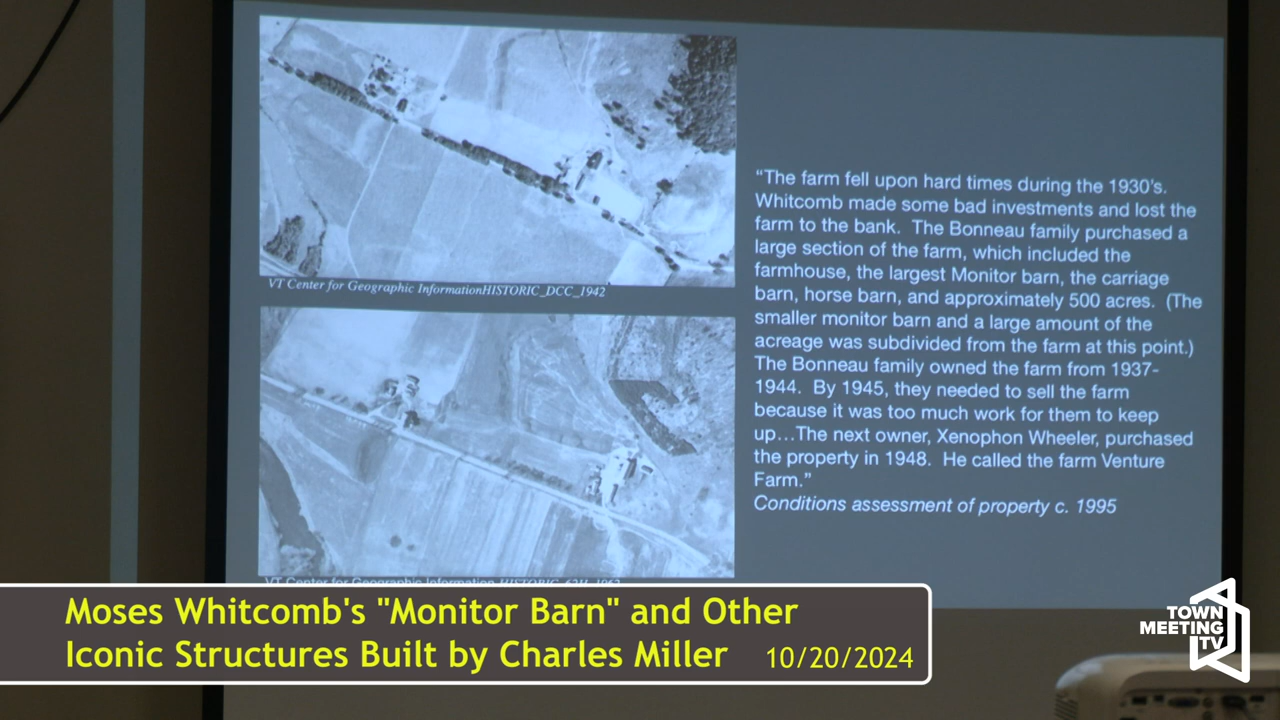 VT Center for Geographic InformationHISTORIC_DCC_1942
VT Center for Geographic Information HISTORIC_62H_1962
“The farm fell upon hard times during the 1930’s.
Whitcomb made some bad investments and lost the
farm to the bank.  The Bonneau family purchased a
large section of the farm, which included the
farmhouse, the largest Monitor barn, the carriage
barn, horse barn, and approximately 500 acres.  (The
smaller monitor barn and a large amount of the
acreage was subdivided from the farm at this point.)
The Bonneau family owned the farm from 1937-
1944.  By 1945, they needed to sell the farm
because it was too much work for them to keep
up…The next owner, Xenophon Wheeler, purchased
the property in 1948.  He called the farm Venture
Farm.”
Conditions assessment of property c. 1995
Moses Whitcomb's "Monitor Barn" and Other
Iconic Structures Built by Charles Miller 10/20/2024
TOWN
MEETING
TV